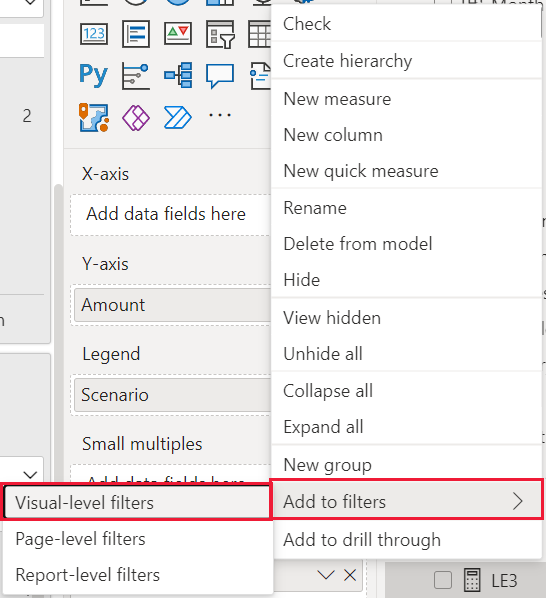 Month
Check
Create hierarchy
New measure
New column
New quick measure
Rename
Delete from model
Hide
View hidden
Unhide all
Collapse all
Expand all
New group
Add to filters
Add to drill through
123
Py
2
X-axis
Add data fields here
Y-axis
Amount
Legend
Scenario
Small multiples
Add data fields here
Visual-level filters
Page-level filters
Report-level filters
LE3